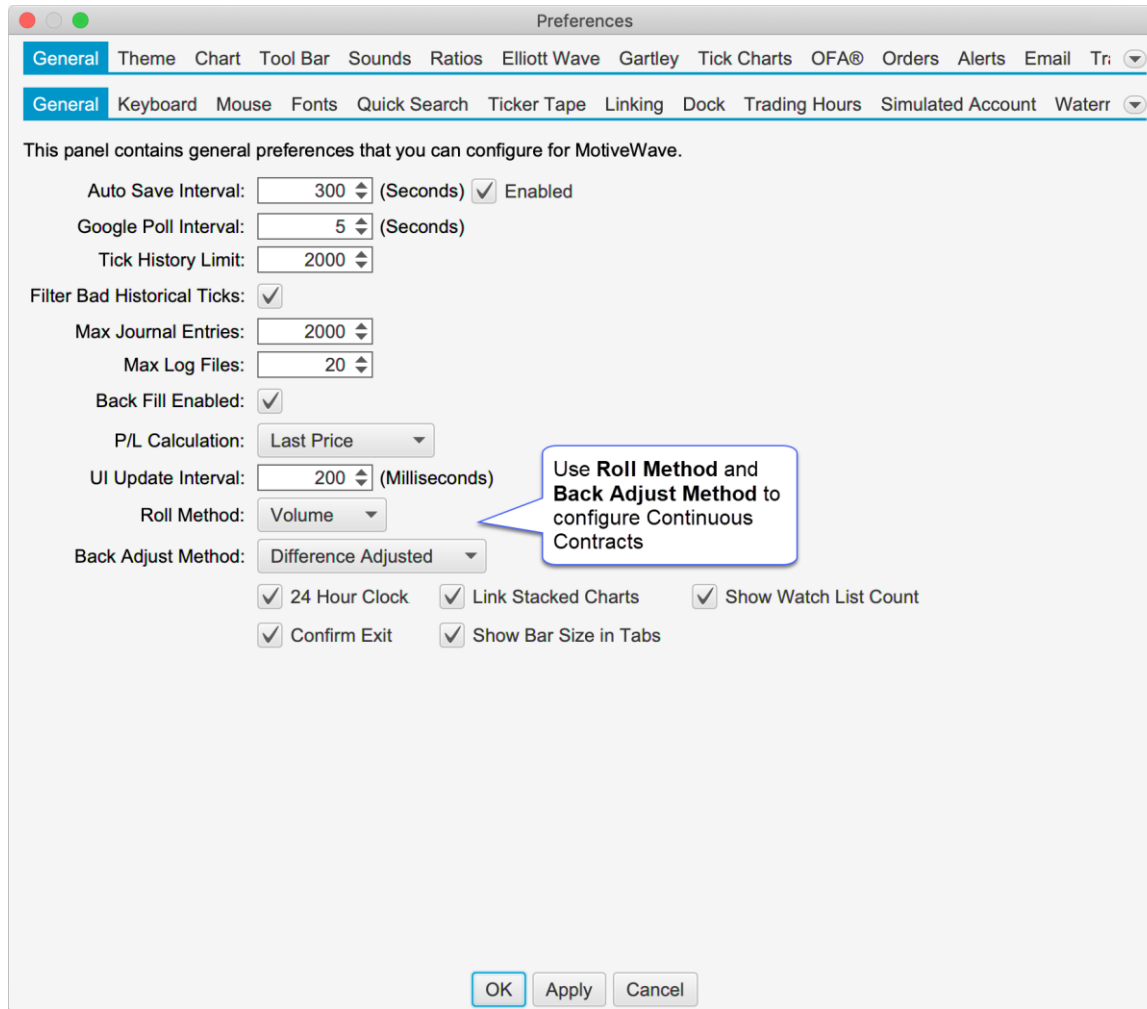 Preferences
General Theme Chart Tool Bar Sounds Ratios Elliott Wave Gartley Tick Charts OFA® Orders Alerts Email
General Keyboard Mouse Fonts Quick Search Ticker Tape Linking Dock Trading Hours Simulated Account
This panel contains general preferences that you can configure for MotiveWave.
Auto Save Interval: 300 (Seconds) Enabled
Google Poll Interval: 5 (Seconds)
Tick History Limit: 2000
Filter Bad Historical Ticks:
Max Journal Entries: 2000
Max Log Files: 20
Back Fill Enabled:
P/L Calculation: Last Price
UI Update Interval: 200 (Milliseconds)
Roll Method: Volume
Back Adjust Method: Difference Adjusted
Use Roll Method and
Back Adjust Method to
configure Continuous
Contracts
24 Hour Clock Link Stacked Charts Show Watch List Count
Confirm Exit Show Bar Size in Tabs
OK Apply Cancel